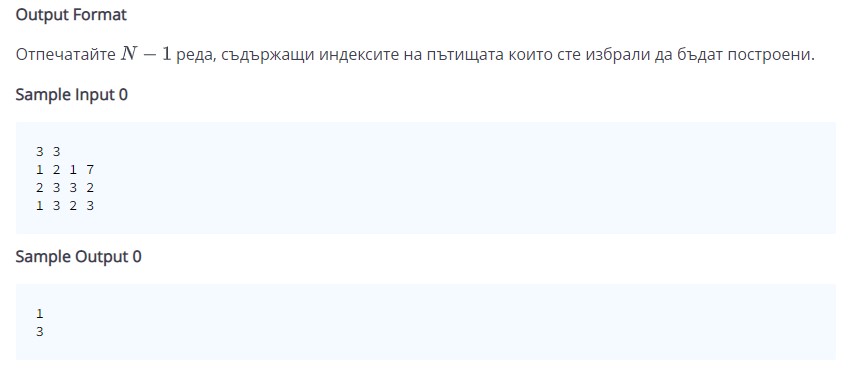 Output Format
Отпечатайте N − 1 реда, съдържащи индексите на пътищата които сте избрали да бъдат построени.
Sample Input 0
3 3
1 2 1 7
2 3 3 2
1 3 2 3
Sample Output 0
1
3